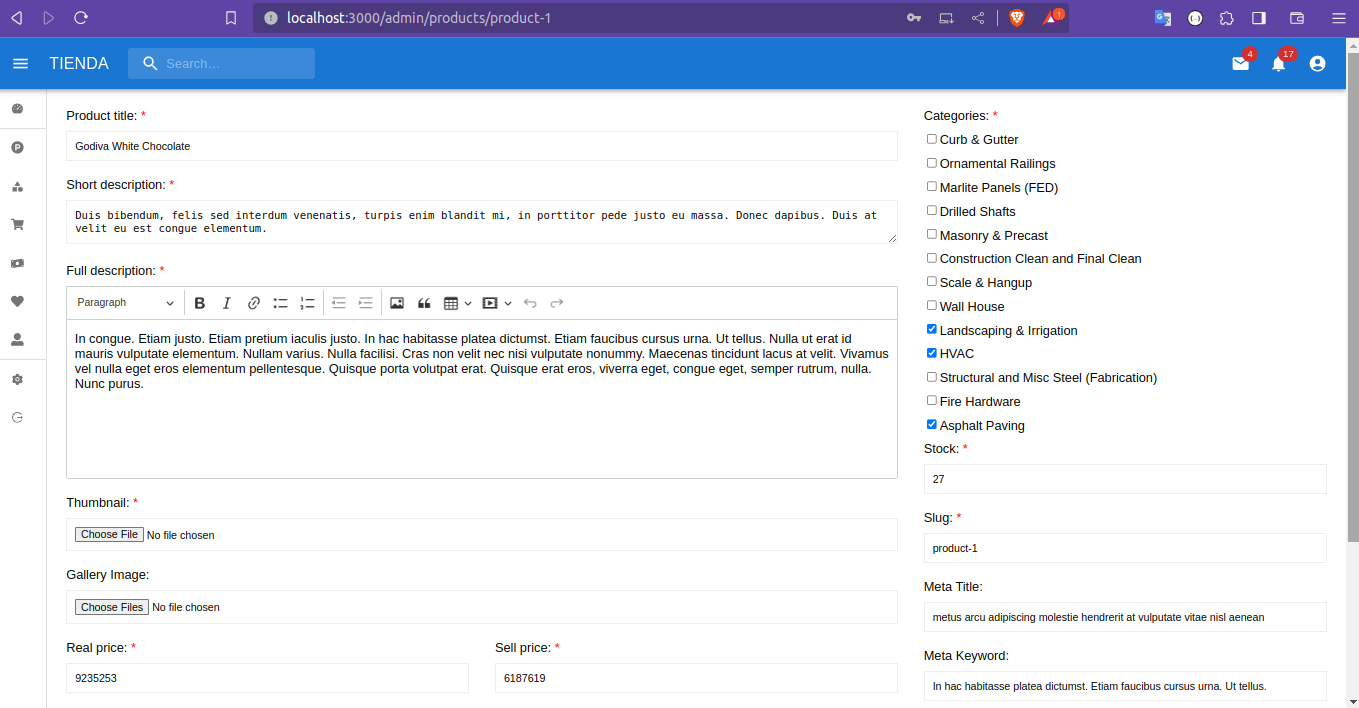 localhost:3000/admin/products/product-1
1
TIENDA
Search…
4
17
Product title: *
Godiva White Chocolate
Short description: *
Duis bibendum, felis sed interdum venenatis, turpis enim blandit mi, in porttitor pede justo eu massa. Donec dapibus. Duis at
velit eu est congue elementum.
Full description: *
Paragraph
In congue. Etiam justo. Etiam pretium iaculis justo. In hac habitasse platea dictumst. Etiam faucibus cursus urna. Ut tellus. Nulla ut erat id
mauris vulputate elementum. Nullam varius. Nulla facilisi. Cras non velit nec nisi vulputate nonummy. Maecenas tincidunt lacus at velit. Vivamus
vel nulla eget eros elementum pellentesque. Quisque porta volutpat erat. Quisque erat eros, viverra eget, congue eget, semper rutrum, nulla.
Nunc purus.
Thumbnail: *
Choose File No file chosen
Gallery Image:
Choose Files No file chosen
Real price: *
9235253
Sell price: *
6187619
Categories: *
Curb & Gutter
Ornamental Railings
Marlite Panels (FED)
Drilled Shafts
Masonry & Precast
Construction Clean and Final Clean
Scale & Hangup
Wall House
Landscaping & Irrigation
HVAC
Structural and Misc Steel (Fabrication)
Fire Hardware
Asphalt Paving
Stock: *
27
Slug: *
product-1
Meta Title:
metus arcu adipiscing molestie hendrerit at vulputate vitae nisl aenean
Meta Keyword:
In hac habitasse platea dictumst. Etiam faucibus cursus urna. Ut tellus.